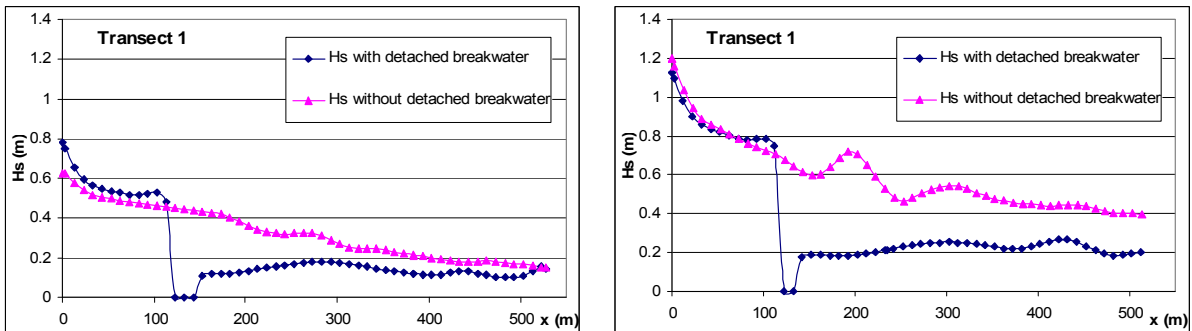 Transect 1
Hs with detached breakwater
Hs without detached breakwater
Hs (m)
1.4
1.2
1
0.8
0.6
0.4
0.2
0
0 100 200 300 400 500 x (m)
Transect 1
Hs with detached breakwater
Hs without detached breakwater
Hs (m)
1.4
1.2
1
0.8
0.6
0.4
0.2
0
0 100 200 300 400 500 x (m)